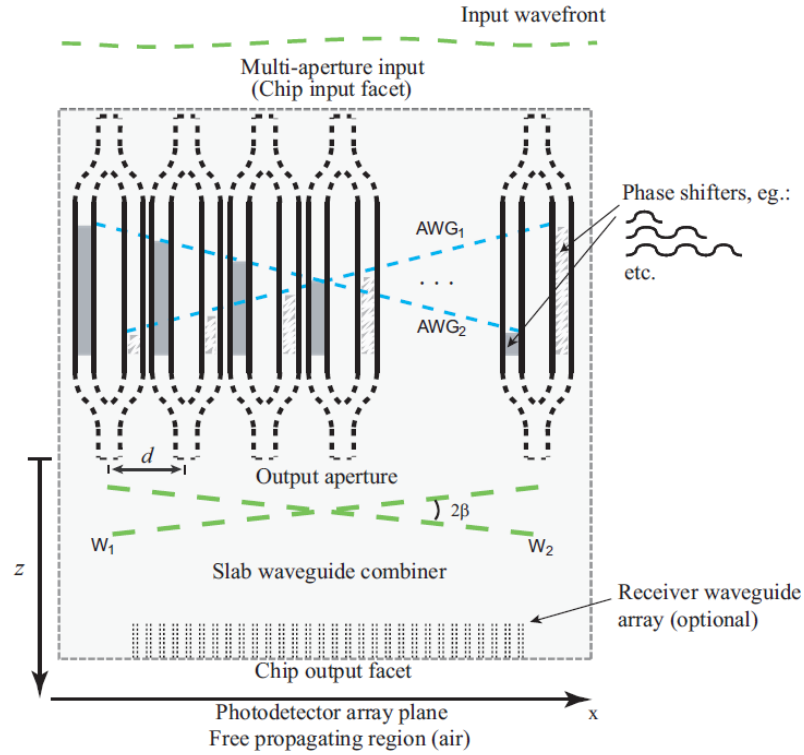 Input wavefront
Multi-aperture input
(Chip input facet)
Phase shifters, eg.:
etc.
AWG1
. . .
AWG2
d
Output aperture
2β
W1
W2
z
Slab waveguide combiner
Receiver waveguide
array (optional)
Chip output facet
x
Photodetector array plane
Free propagating region (air)